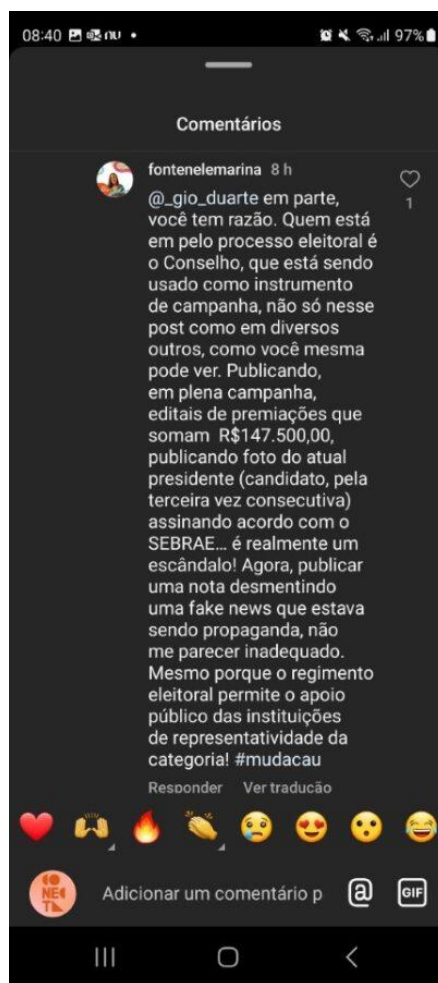 08:40 97%
Comentários
fontenelemarina 8 h
@_gio_duarte em parte,
você tem razão. Quem está
em pelo processo eleitoral é
o Conselho, que está sendo
usado como instrumento
de campanha, não só nesse
post como em diversos
outros, como você mesma
pode ver. Publicando,
em plena campanha,
editais de premiações que
somam R$147.500,00,
publicando foto do atual
presidente (candidato, pela
terceira vez consecutiva)
assinando acordo com o
SEBRAE... é realmente um
escândalo! Agora, publicar
uma nota desmentindo
uma fake news que estava
sendo propaganda, não
me parecer inadequado.
Mesmo porque o regimento
eleitoral permite o apoio
público das instituições
de representatividade da
categoria! #mudacau
1
Responder Ver tradução
Adicionar um comentário p @ GIF